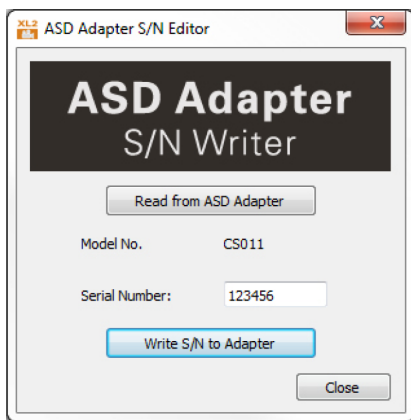 XL2 ASD Adapter S/N Editor
X
ASD Adapter
S/N Writer
Read from ASD Adapter
Model No. CS011
Serial Number: 123456
Write S/N to Adapter
Close